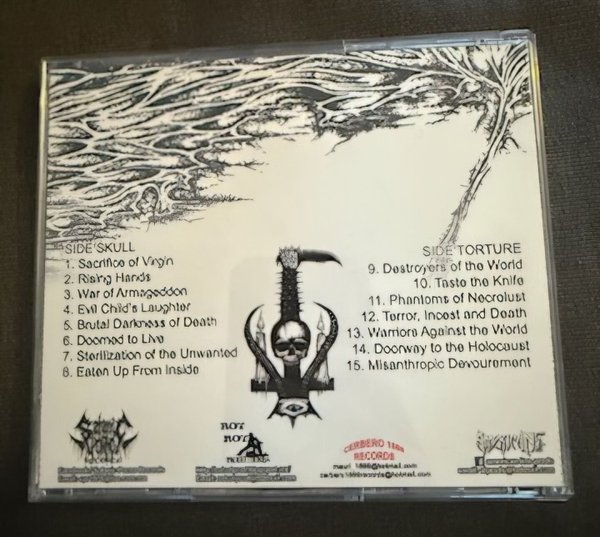 SIDE SKULL
1. Sacrifice of Virgin
2. Rising Hands
3. War of Armageddon
4. Evil Child's Laughter
5. Brutal Darkness of Death
6. Doomed to Live
7. Sterilization of the Unwanted
8. Eaten Up From Inside
SIDE TORTURE
9. Destroyers of the World
10. Taste the Knife
11. Phantoms of Necrolust
12. Terror, Incest and Death
13. Warriors Against the World
14. Doorway to the Holocaust
15. Misanthropic Devourement
CERBERO 1666
RECORDS